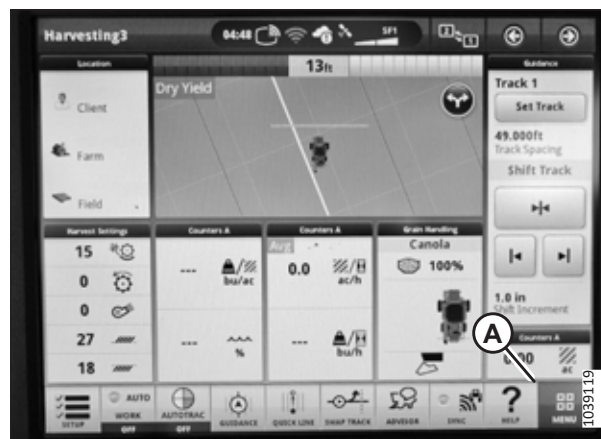 Harvesting3
04:48
SF1
2
1
Location
Client
Farm
Field
13ft
Dry Yield
Guidance
Track 1
Set Track
49.000ft
Track Spacing
Shift Track
1.0 in
Shift Increment
Harvest Settings
15
0
0
27
18
Counters A
---
bu/ac
---
%
Counters A
Avg
0.0
ac/h
---
bu/h
Grain Handling
Canola
100%
A
Counters A
ac
SETUP
AUTO
WORK
OFF
AUTOTRAC
OFF
GUIDANCE
QUICK LINE
SWAP TRACK
ADVISOR
SYNC
?
HELP
MENU
1039119